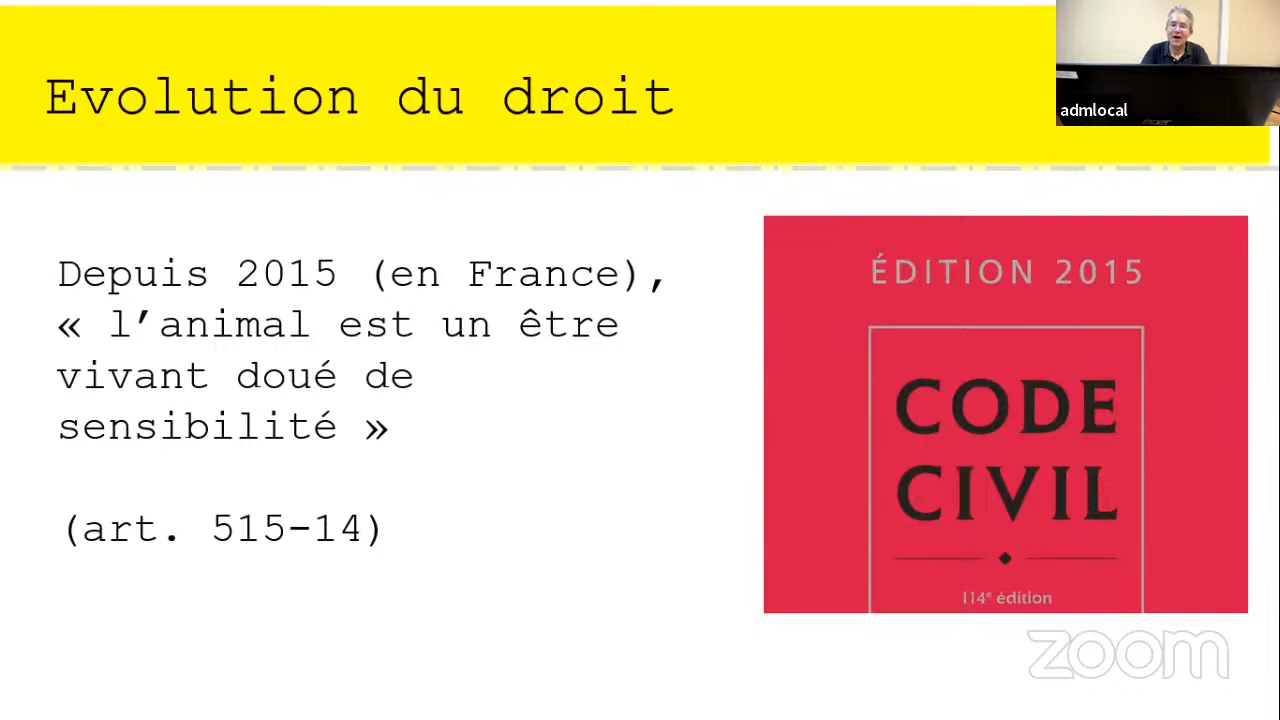 Evolution du droit
admlocal
acer
Depuis 2015 (en France),
« l’animal est un être
vivant doué de
sensibilité »
(art. 515-14)
ÉDITION 2015
CODE
CIVIL
114e édition
zoom